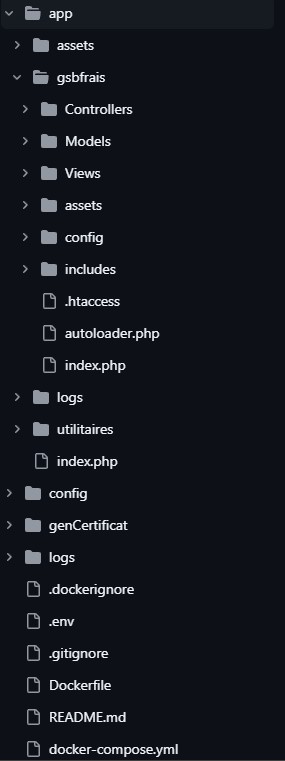 app
assets
gsbfrais
Controllers
Models
Views
assets
config
includes
.htaccess
autoloader.php
index.php
logs
utilitaires
index.php
config
genCertificat
logs
.dockerignore
.env
.gitignore
Dockerfile
README.md
docker-compose.yml